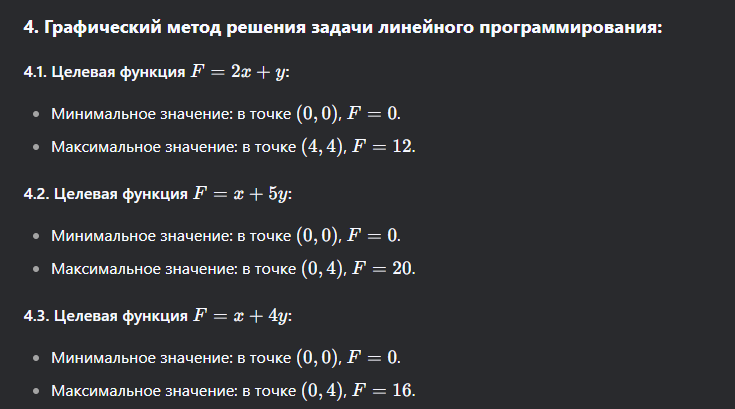 4. Графический метод решения задачи линейного программирования:
4.1. Целевая функция F = 2x + y:
Минимальное значение: в точке (0, 0), F = 0.
Максимальное значение: в точке (4, 4), F = 12.
4.2. Целевая функция F = x + 5y:
Минимальное значение: в точке (0, 0), F = 0.
Максимальное значение: в точке (0, 4), F = 20.
4.3. Целевая функция F = x + 4y:
Минимальное значение: в точке (0, 0), F = 0.
Максимальное значение: в точке (0, 4), F = 16.